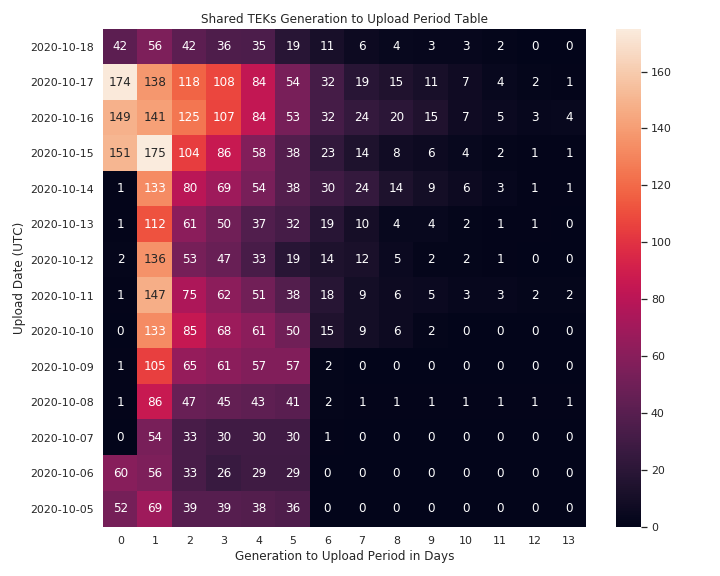 Shared TEKs Generation to Upload Period Table
2020-10-18 42 56 42 36 35 19 11 6 4 3 3 2 0 0
2020-10-17 174 138 118 108 84 54 32 19 15 11 7 4 2 1
2020-10-16 149 141 125 107 84 53 32 24 20 15 7 5 3 4
2020-10-15 151 175 104 86 58 38 23 14 8 6 4 2 1 1
2020-10-14 1 133 80 69 54 38 30 24 14 9 6 3 1 1
2020-10-13 1 112 61 50 37 32 19 10 4 4 2 1 1 0
2020-10-12 2 136 53 47 33 19 14 12 5 2 2 1 0 0
2020-10-11 1 147 75 62 51 38 18 9 6 5 3 3 2 2
2020-10-10 0 133 85 68 61 50 15 9 6 2 0 0 0 0
2020-10-09 1 105 65 61 57 57 2 0 0 0 0 0 0 0
2020-10-08 1 86 47 45 43 41 2 1 1 1 1 1 1 1
2020-10-07 0 54 33 30 30 30 1 0 0 0 0 0 0 0
2020-10-06 60 56 33 26 29 29 0 0 0 0 0 0 0 0
2020-10-05 52 69 39 39 38 36 0 0 0 0 0 0 0 0
0 1 2 3 4 5 6 7 8 9 10 11 12 13
Generation to Upload Period in Days
Upload Date (UTC)
160
140
120
100
80
60
40
20
0